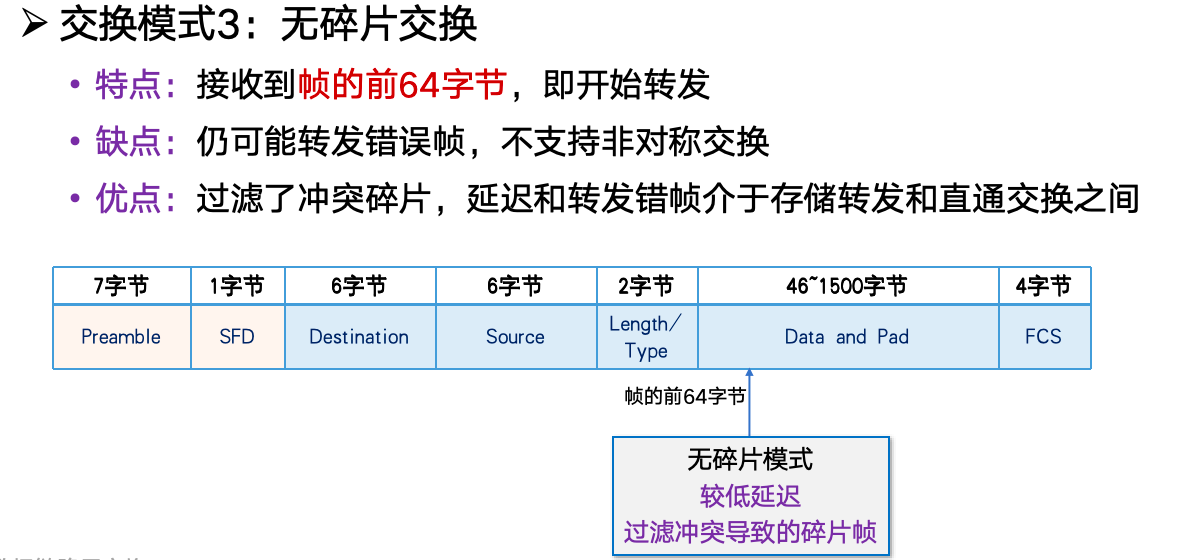 ➢ 交换模式3：无碎片交换
• 特点：接收到帧的前64字节，即开始转发
• 缺点：仍可能转发错误帧，不支持非对称交换
• 优点：过滤了冲突碎片，延迟和转发错帧介于存储转发和直通交换之间
7字节 1字节 6字节 6字节 2字节 46~1500字节 4字节
Preamble SFD Destination Source Length/ Data and Pad FCS
Type
帧的前64字节
无碎片模式
较低延迟
过滤冲突导致的碎片帧